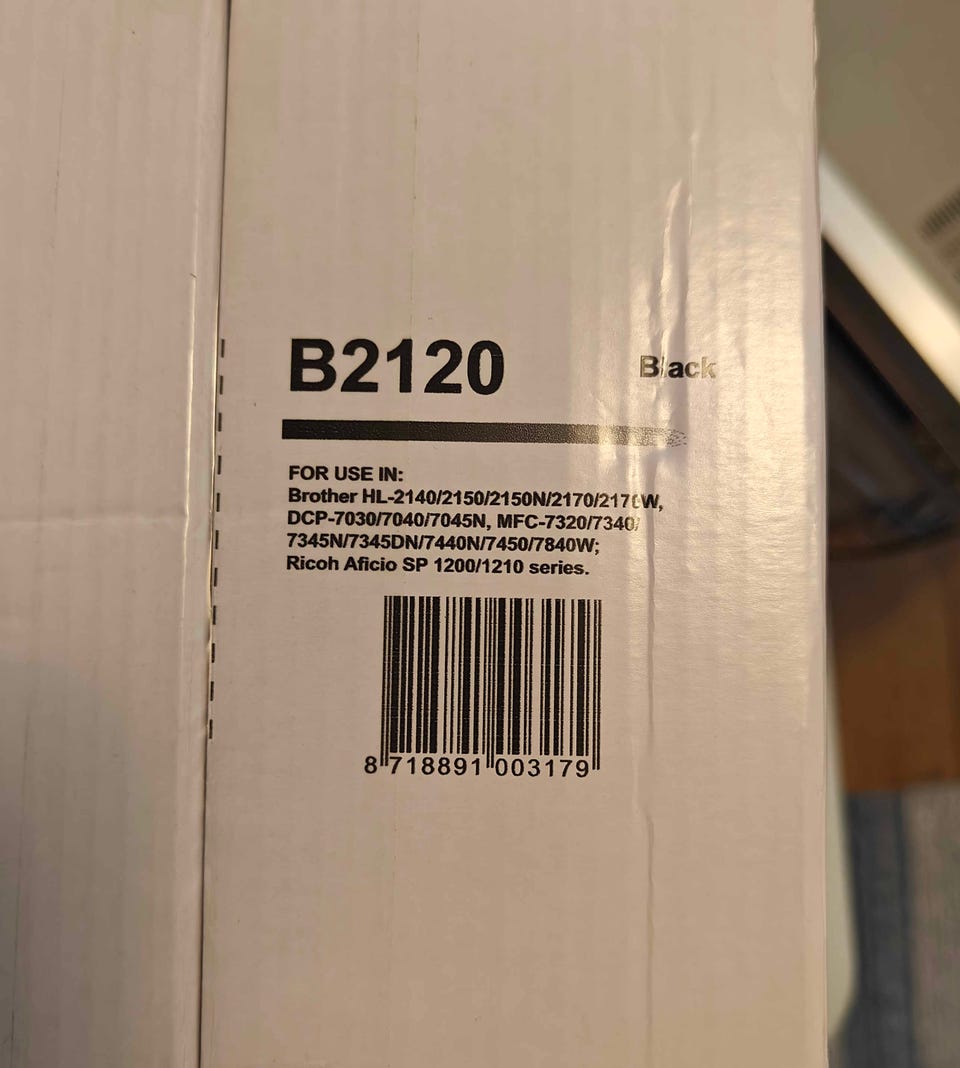 B2120
Black
FOR USE IN:
Brother HL-2140/2150/2150N/2170/2170W,
DCP-7030/7040/7045N, MFC-7320/7340/
7345N/7345DN/7440N/7450/7840W;
Ricoh Aficio SP 1200/1210 series.
8 718891 003179